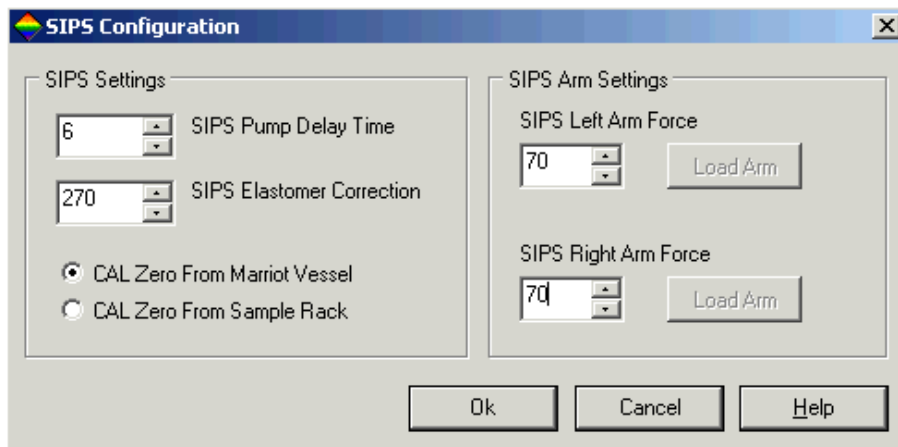 SIPS Configuration
SIPS Settings
6
SIPS Pump Delay Time
270
SIPS Elastomer Correction
CAL Zero From Marriot Vessel
CAL Zero From Sample Rack
SIPS Arm Settings
SIPS Left Arm Force
70
Load Arm
SIPS Right Arm Force
70
Load Arm
Ok
Cancel
Help